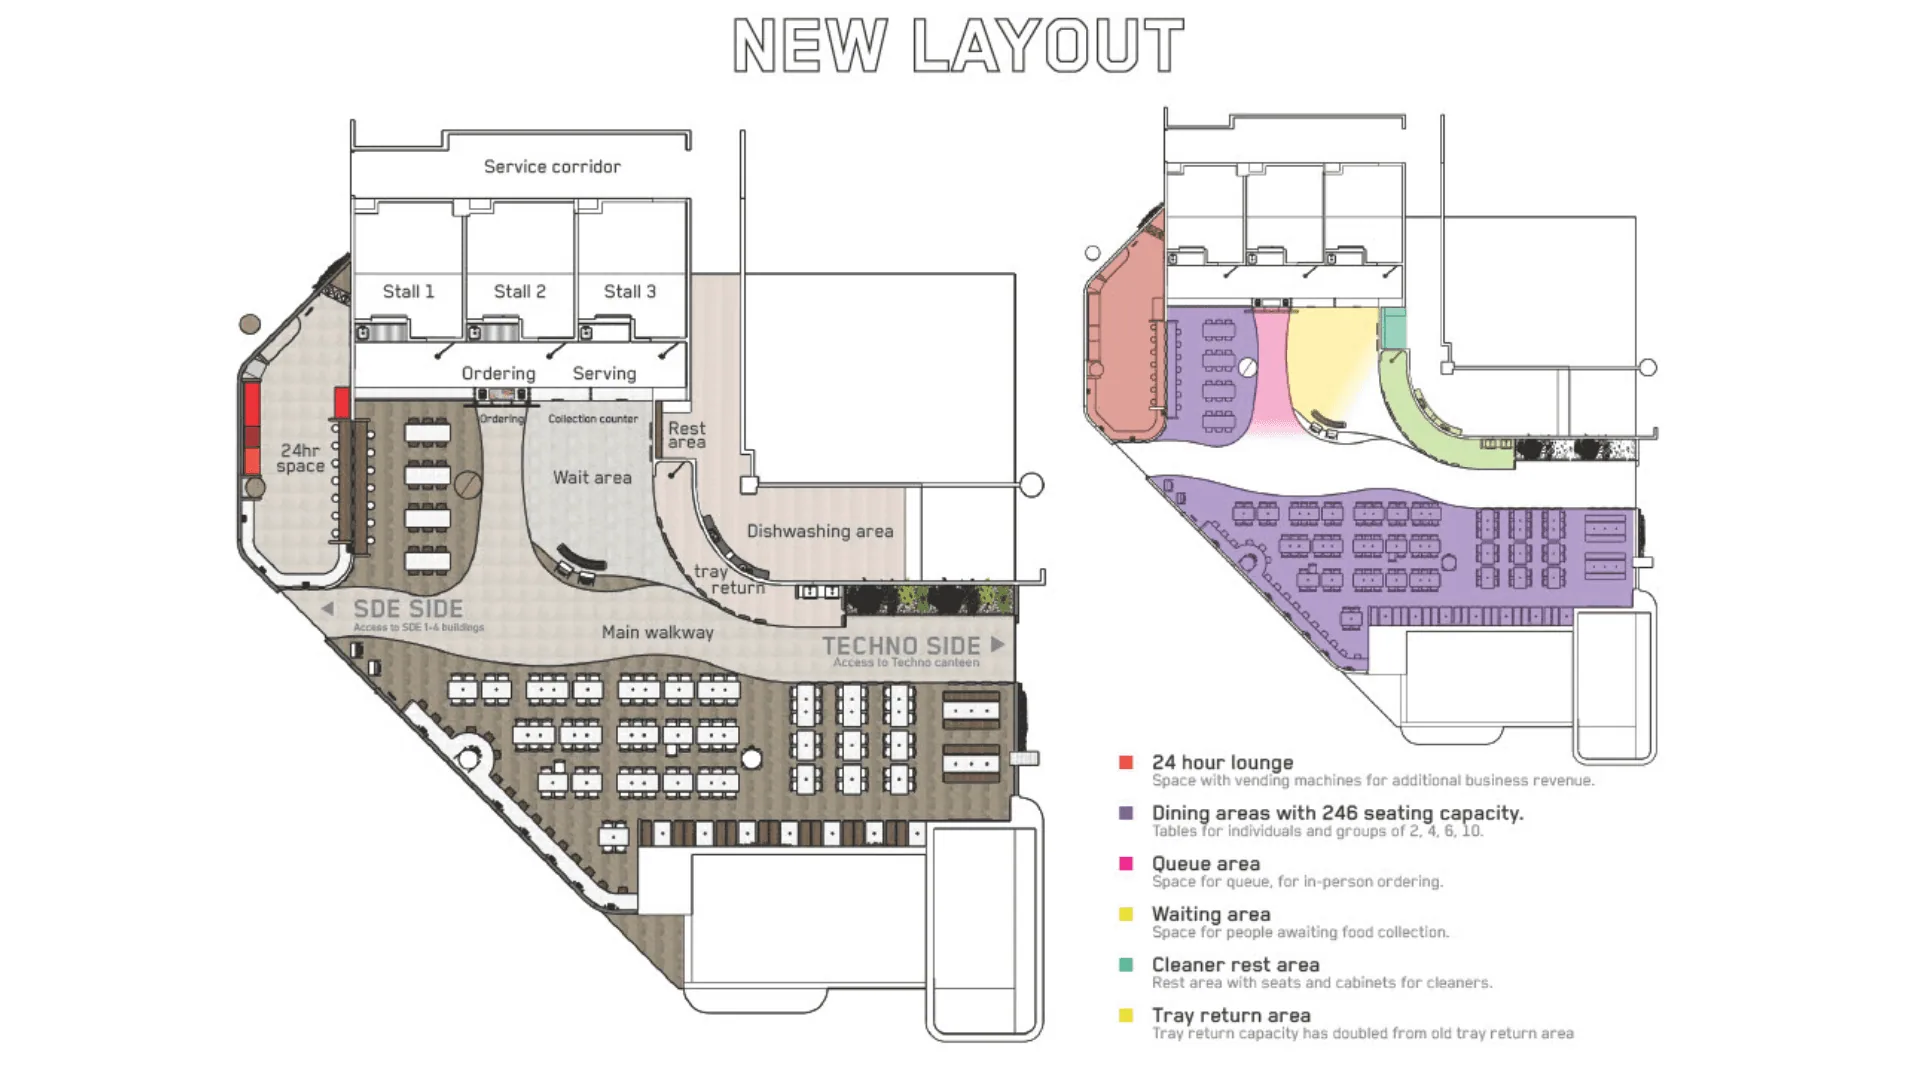 NEW LAYOUT
Service corridor
Stall 1
Stall 2
Stall 3
Ordering
Serving
Ordering
Collection counter
Rest
area
24hr
space
Wait area
Dishwashing area
tray
return
SDE SIDE
Access to SDE 1-4 buildings
Main walkway
TECHNO SIDE
Access to Techno canteen
24 hour lounge
Space with vending machines for additional business revenue.
Dining areas with 246 seating capacity.
Tables for individuals and groups of 2, 4, 6, 10.
Queue area
Space for queue, for in-person ordering.
Waiting area
Space for people awaiting food collection.
Cleaner rest area
Rest area with seats and cabinets for cleaners.
Tray return area
Tray return capacity has doubled from old tray return area